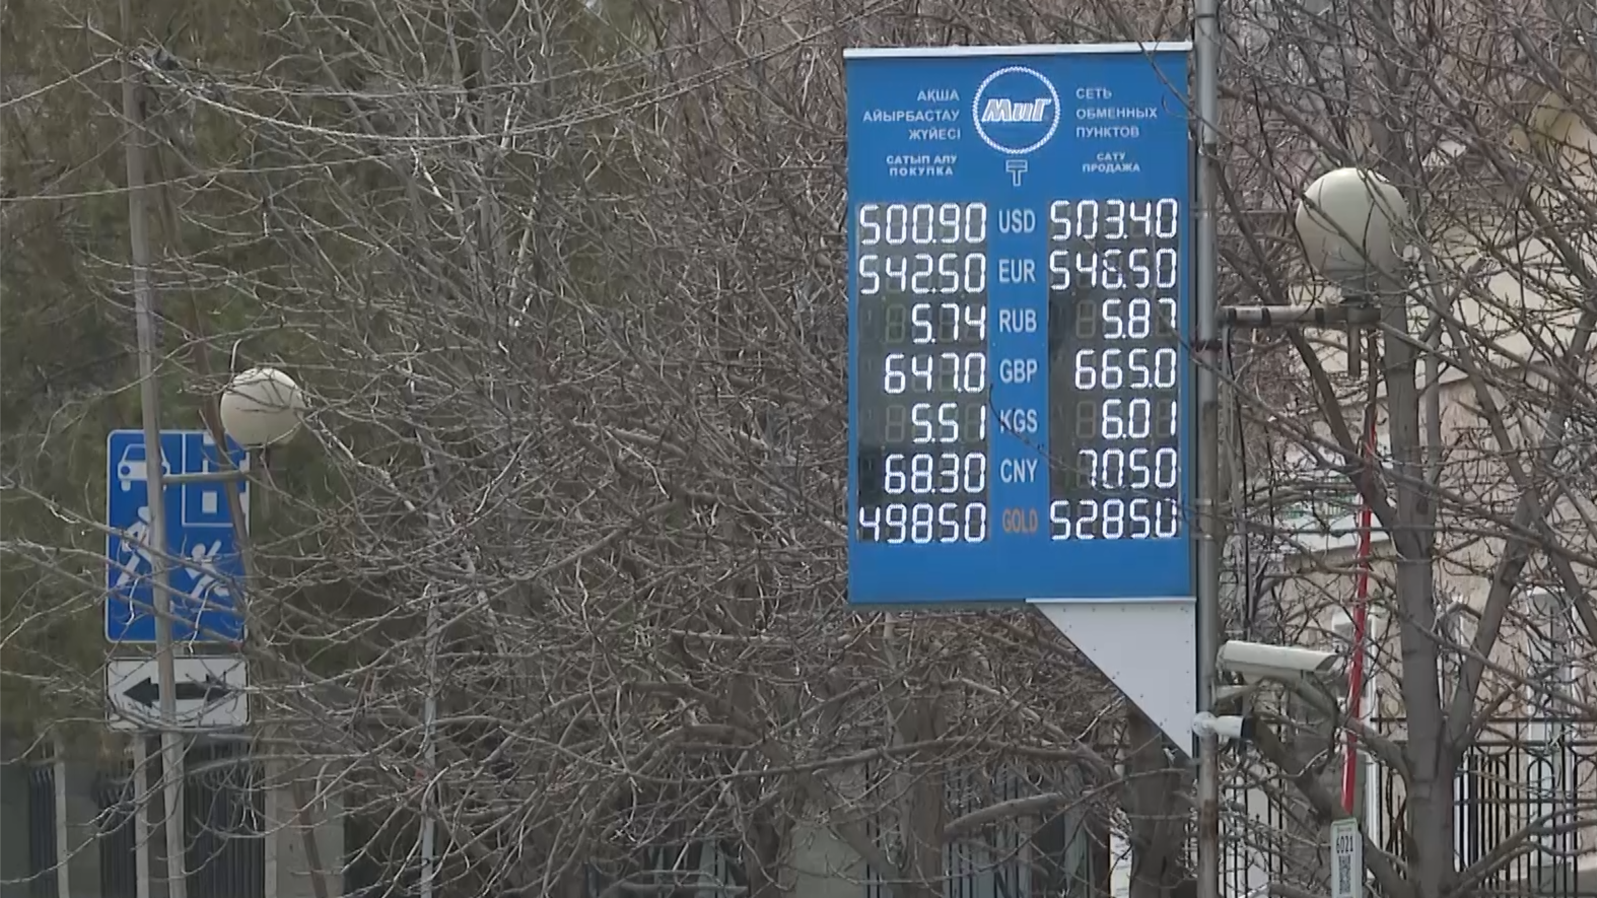 АҚША
АЙЫРБАСТАУ
ЖҮЙЕСІ
МиГ
СЕТЬ
ОБМЕННЫХ
ПУНКТОВ
САТЫП АЛУ
ПОКУПКА
₸
САТУ
ПРОДАЖА
500.90 USD 503.40
542.50 EUR 546.50
5.74 RUB 5.87
647.0 GBP 665.0
5.51 KGS 6.01
68.30 CNY 70.50
49850 GOLD 52850
6021